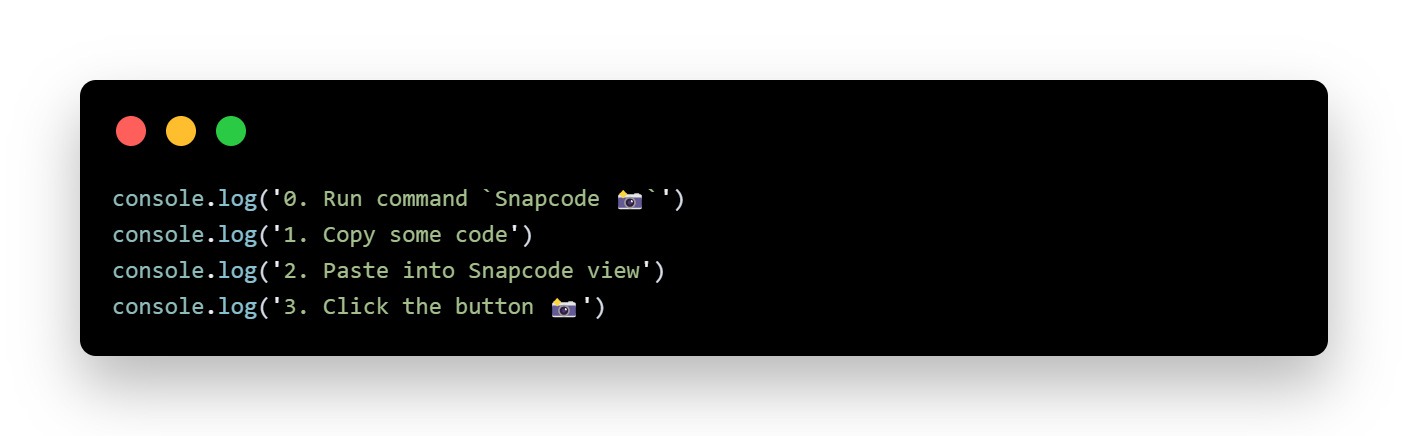 console.log('0. Run command `Snapcode 📸`')
console.log('1. Copy some code')
console.log('2. Paste into Snapcode view')
console.log('3. Click the button 📸')